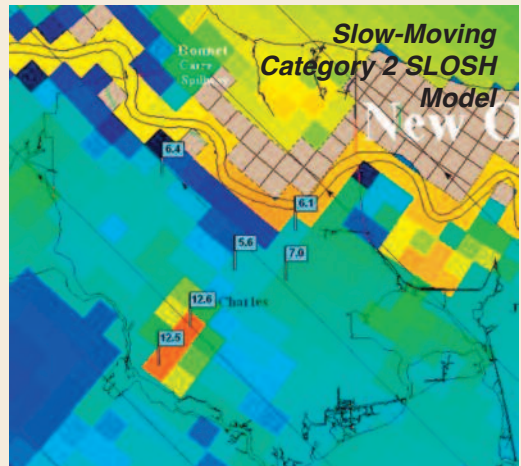 Slow-Moving
Category 2 SLOSH
Model
Bonnet
Carre
Spillway
New O
6.4
6.1
5.6
7.0
12.6
Charles
12.5